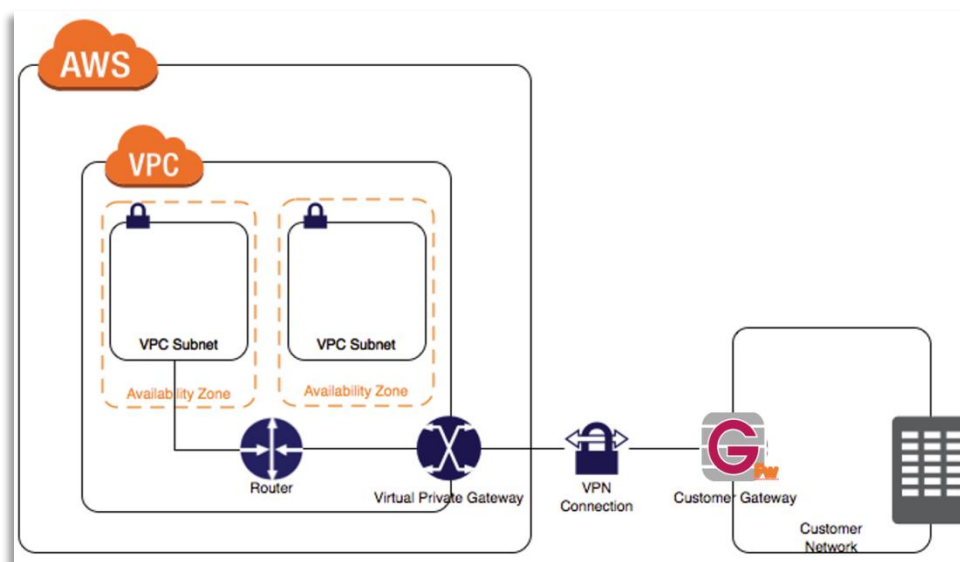 AWS
VPC
VPC Subnet
VPC Subnet
Availability Zone
Availability Zone
Router
Virtual Private Gateway
VPN
Connection
G
Fw
Customer Gateway
Customer
Network